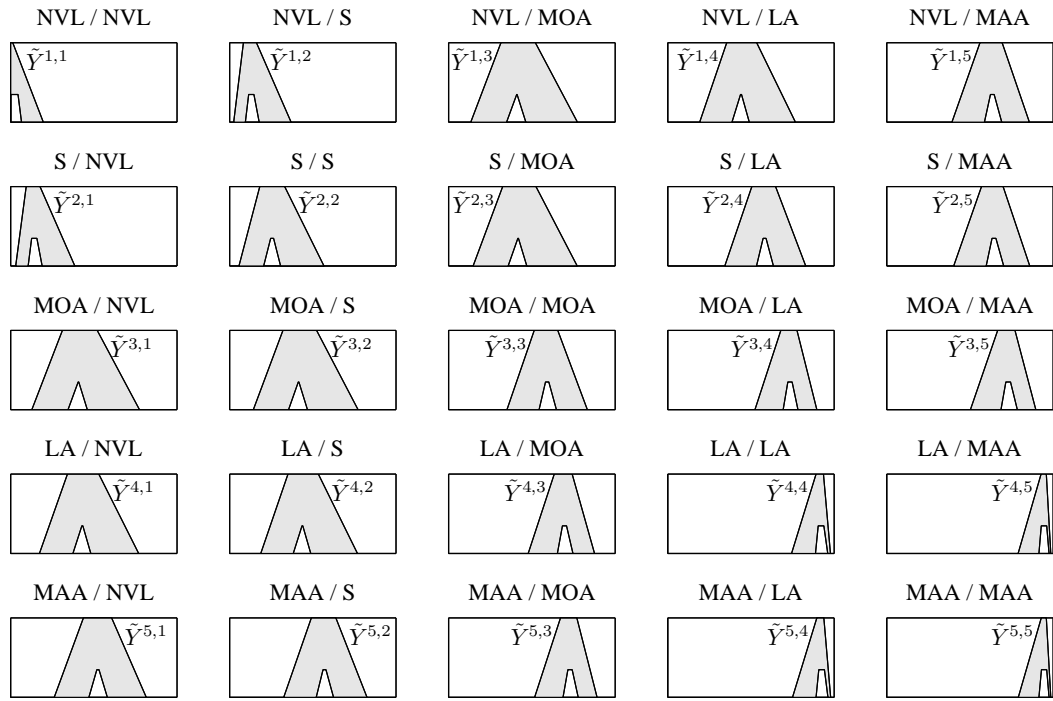 NVL / NVL NVL / S NVL / MOA NVL / LA NVL / MAA
Ỹ^{1,1} Ỹ^{1,2} Ỹ^{1,3} Ỹ^{1,4} Ỹ^{1,5}
S / NVL S / S S / MOA S / LA S / MAA
Ỹ^{2,1} Ỹ^{2,2} Ỹ^{2,3} Ỹ^{2,4} Ỹ^{2,5}
MOA / NVL MOA / S MOA / MOA MOA / LA MOA / MAA
Ỹ^{3,1} Ỹ^{3,2} Ỹ^{3,3} Ỹ^{3,4} Ỹ^{3,5}
LA / NVL LA / S LA / MOA LA / LA LA / MAA
Ỹ^{4,1} Ỹ^{4,2} Ỹ^{4,3} Ỹ^{4,4} Ỹ^{4,5}
MAA / NVL MAA / S MAA / MOA MAA / LA MAA / MAA
Ỹ^{5,1} Ỹ^{5,2} Ỹ^{5,3} Ỹ^{5,4} Ỹ^{5,5}